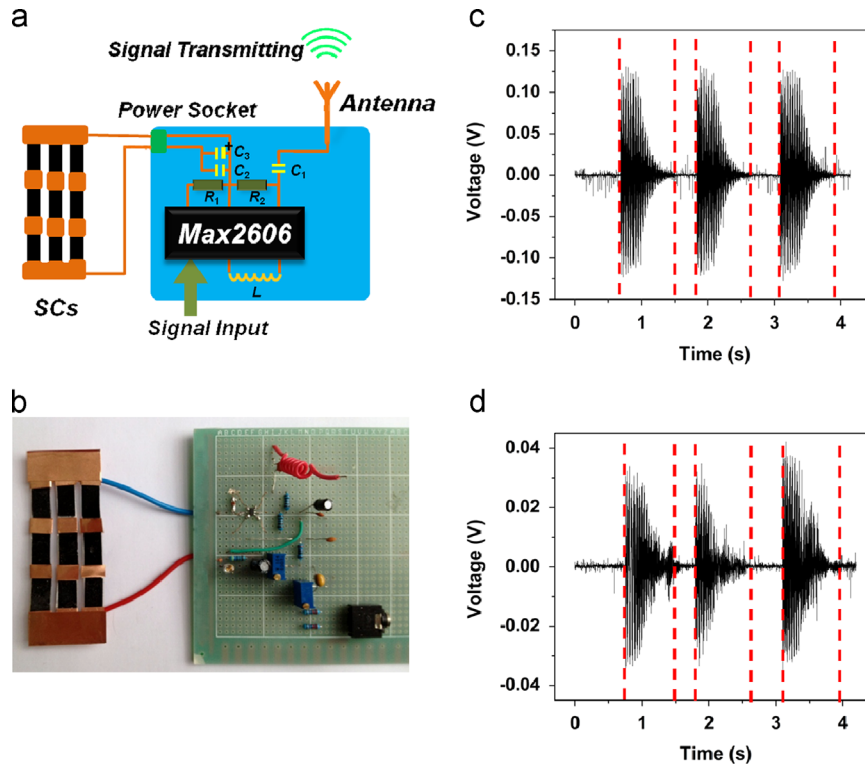 a
Signal Transmitting
Power Socket
Antenna
C3
C2
C1
R1
R2
Max2606
L
SCs
Signal Input
b
c
0.15
0.10
0.05
0.00
-0.05
-0.10
-0.15
Voltage (V)
0 1 2 3 4
Time (s)
d
0.04
0.02
0.00
-0.02
-0.04
Voltage (V)
0 1 2 3 4
Time (s)